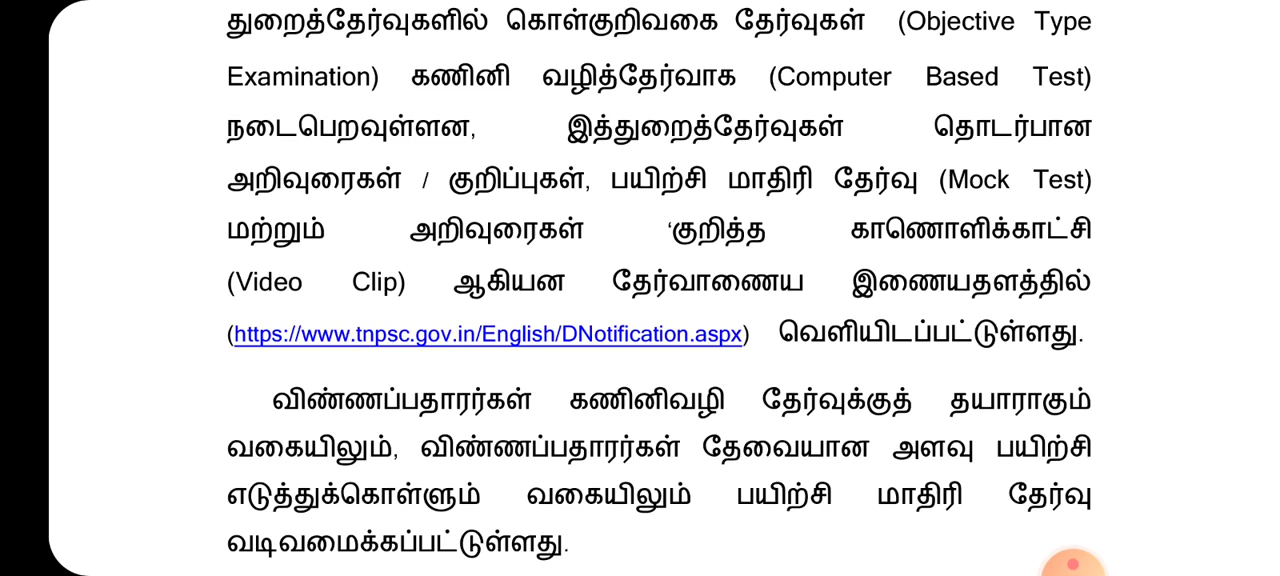 துறைத்தேர்வுகளில் கொள்குறிவகை தேர்வுகள் (Objective Type
Examination) கணினி வழித்தேர்வாக (Computer Based Test)
நடைபெறவுள்ளன, இத்துறைத்தேர்வுகள் தொடர்பான
அறிவுரைகள் / குறிப்புகள், பயிற்சி மாதிரி தேர்வு (Mock Test)
மற்றும் அறிவுரைகள் ‘குறித்த காணொளிக்காட்சி
(Video Clip) ஆகியன தேர்வாணைய இணையதளத்தில்
(https://www.tnpsc.gov.in/English/DNotification.aspx) வெளியிடப்பட்டுள்ளது.
விண்ணப்பதாரர்கள் கணினிவழி தேர்வுக்குத் தயாராகும்
வகையிலும், விண்ணப்பதாரர்கள் தேவையான அளவு பயிற்சி
எடுத்துக்கொள்ளும் வகையிலும் பயிற்சி மாதிரி தேர்வு
வடிவமைக்கப்பட்டுள்ளது.